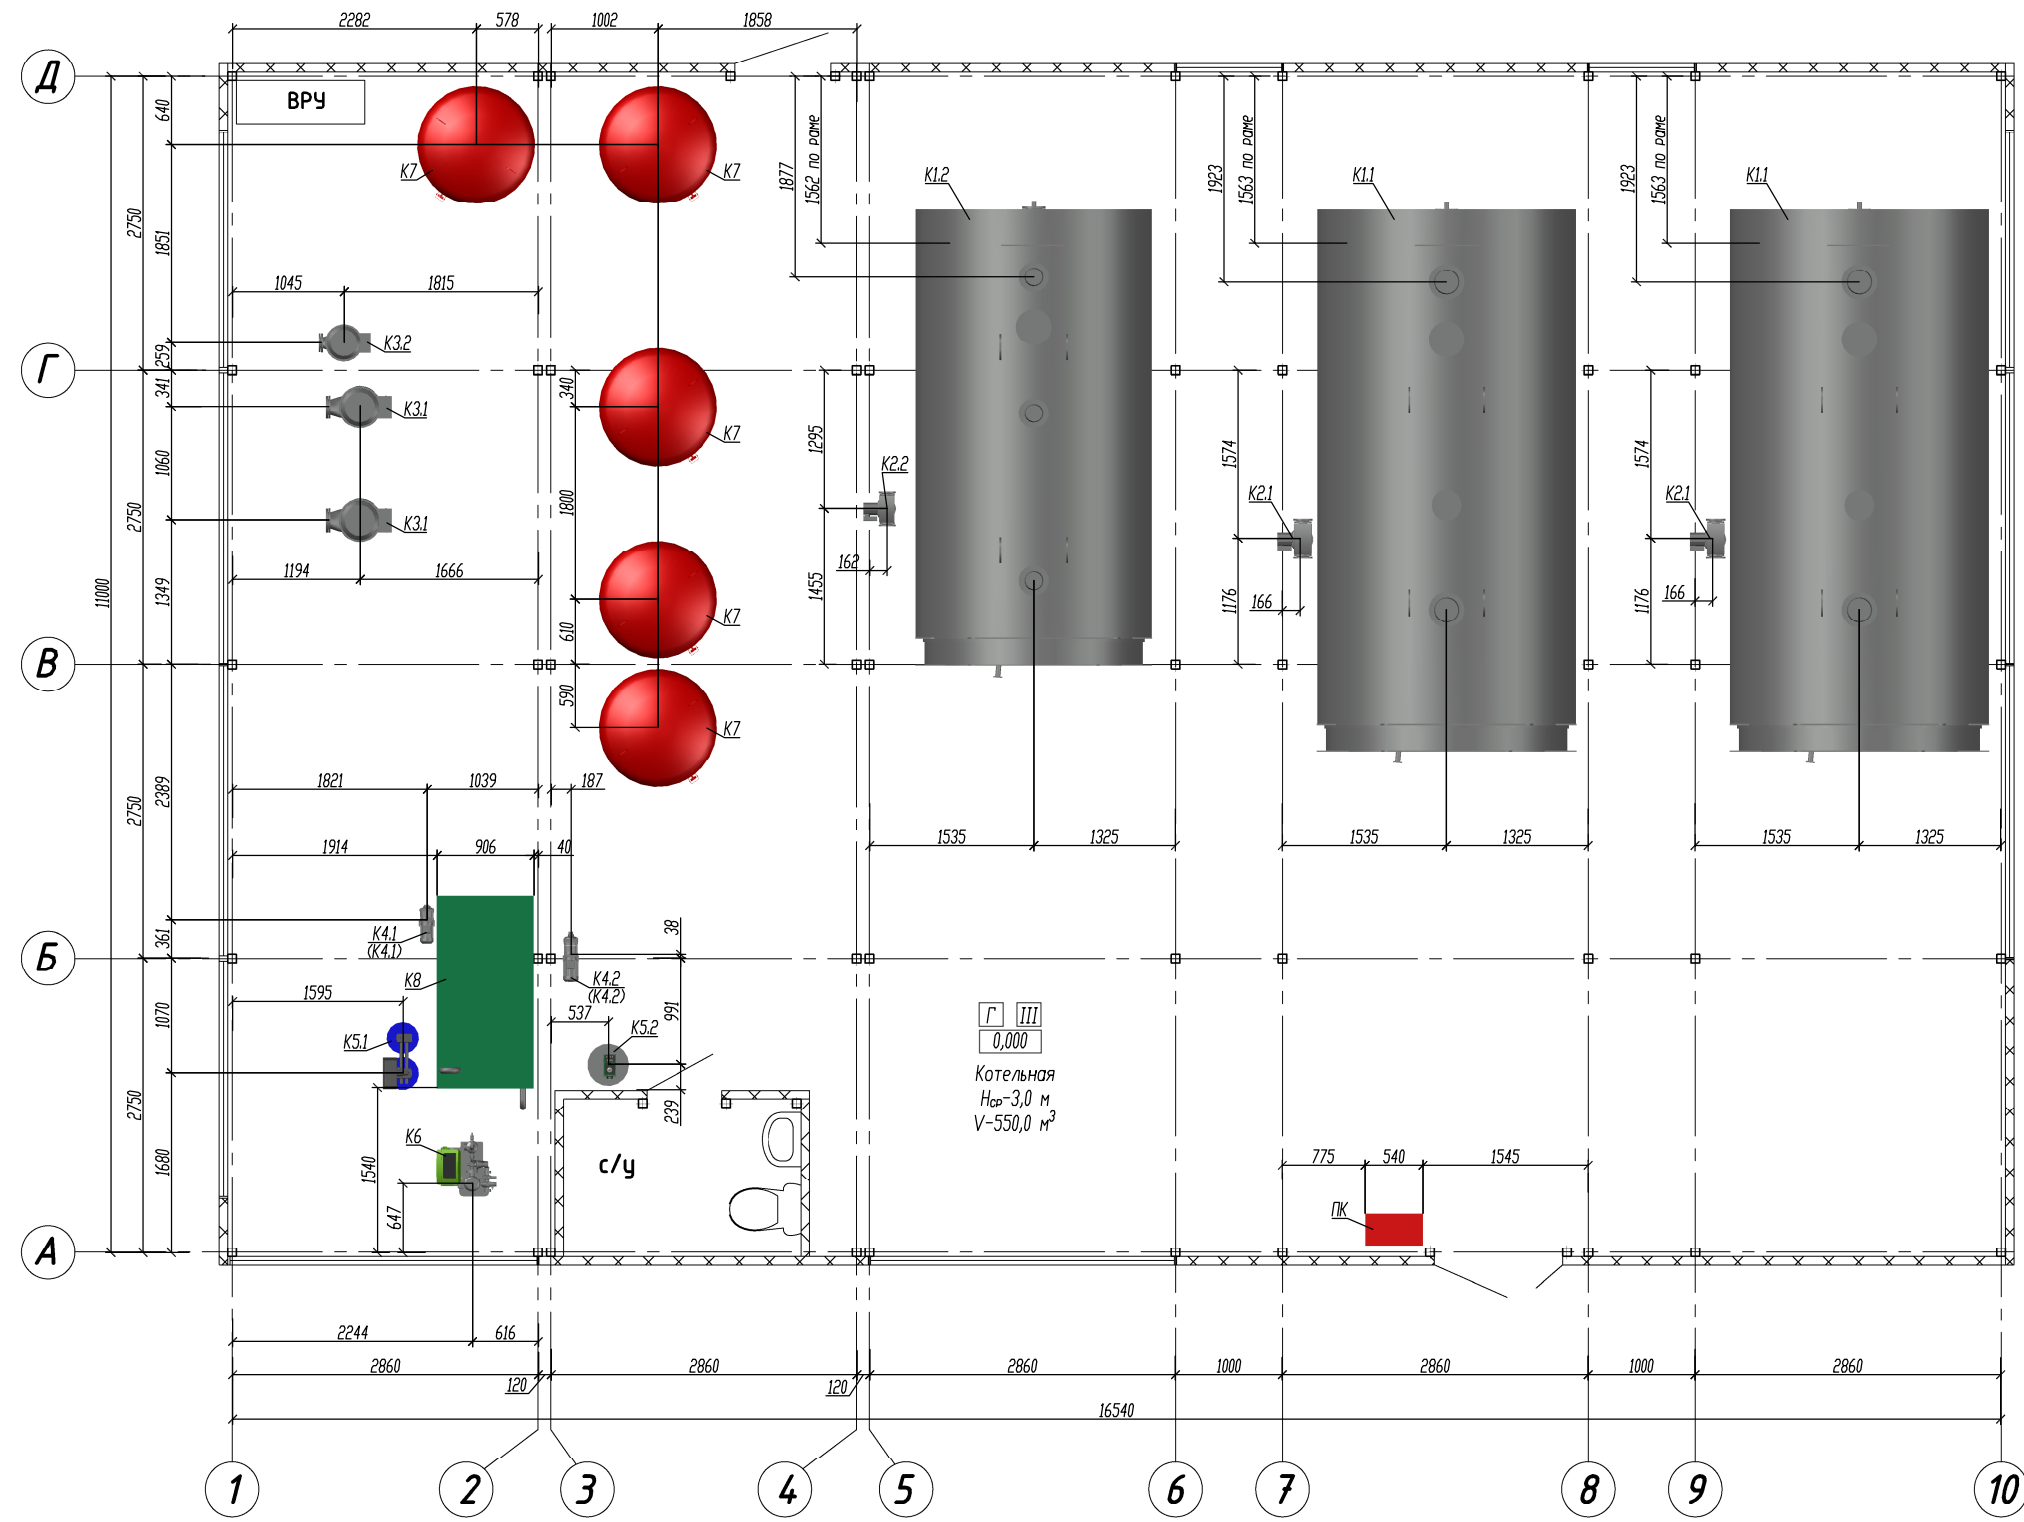 2282 578 1002 1858
Д
ВРУ
640
К7 К7
1877
1562 по раме
1923
1563 по раме
1923
1563 по раме
К1.2 К1.1 К1.1
2750
1851
1045 1815
К3.2
259
Г
341
К3.1
340
К7
1295
К2.2
1574
1574
1060
1800
К2.1 К2.1
2750
К3.1
162
166 166
1194 1666
11000
1349
1455
1176
1176
610
К7
В
590
К7
1821 1039 187
2389
2750
1535 1325 1535 1325 1535 1325
1914 906 40
38
361
К4.1
(К4.1)
Б
К8
К4.2
(К4.2)
1595
1070
537
991
К5.1
К5.2
Г III
0,000
Котельная
Нср-3,0 м
V-550,0 м³
2750
239
1680
1540
К6
с/у
775 540 1545
647
ПК
А
2244 616
2860 2860 2860 1000 2860 1000 2860
120 120
16540
1 2 3 4 5 6 7 8 9 10